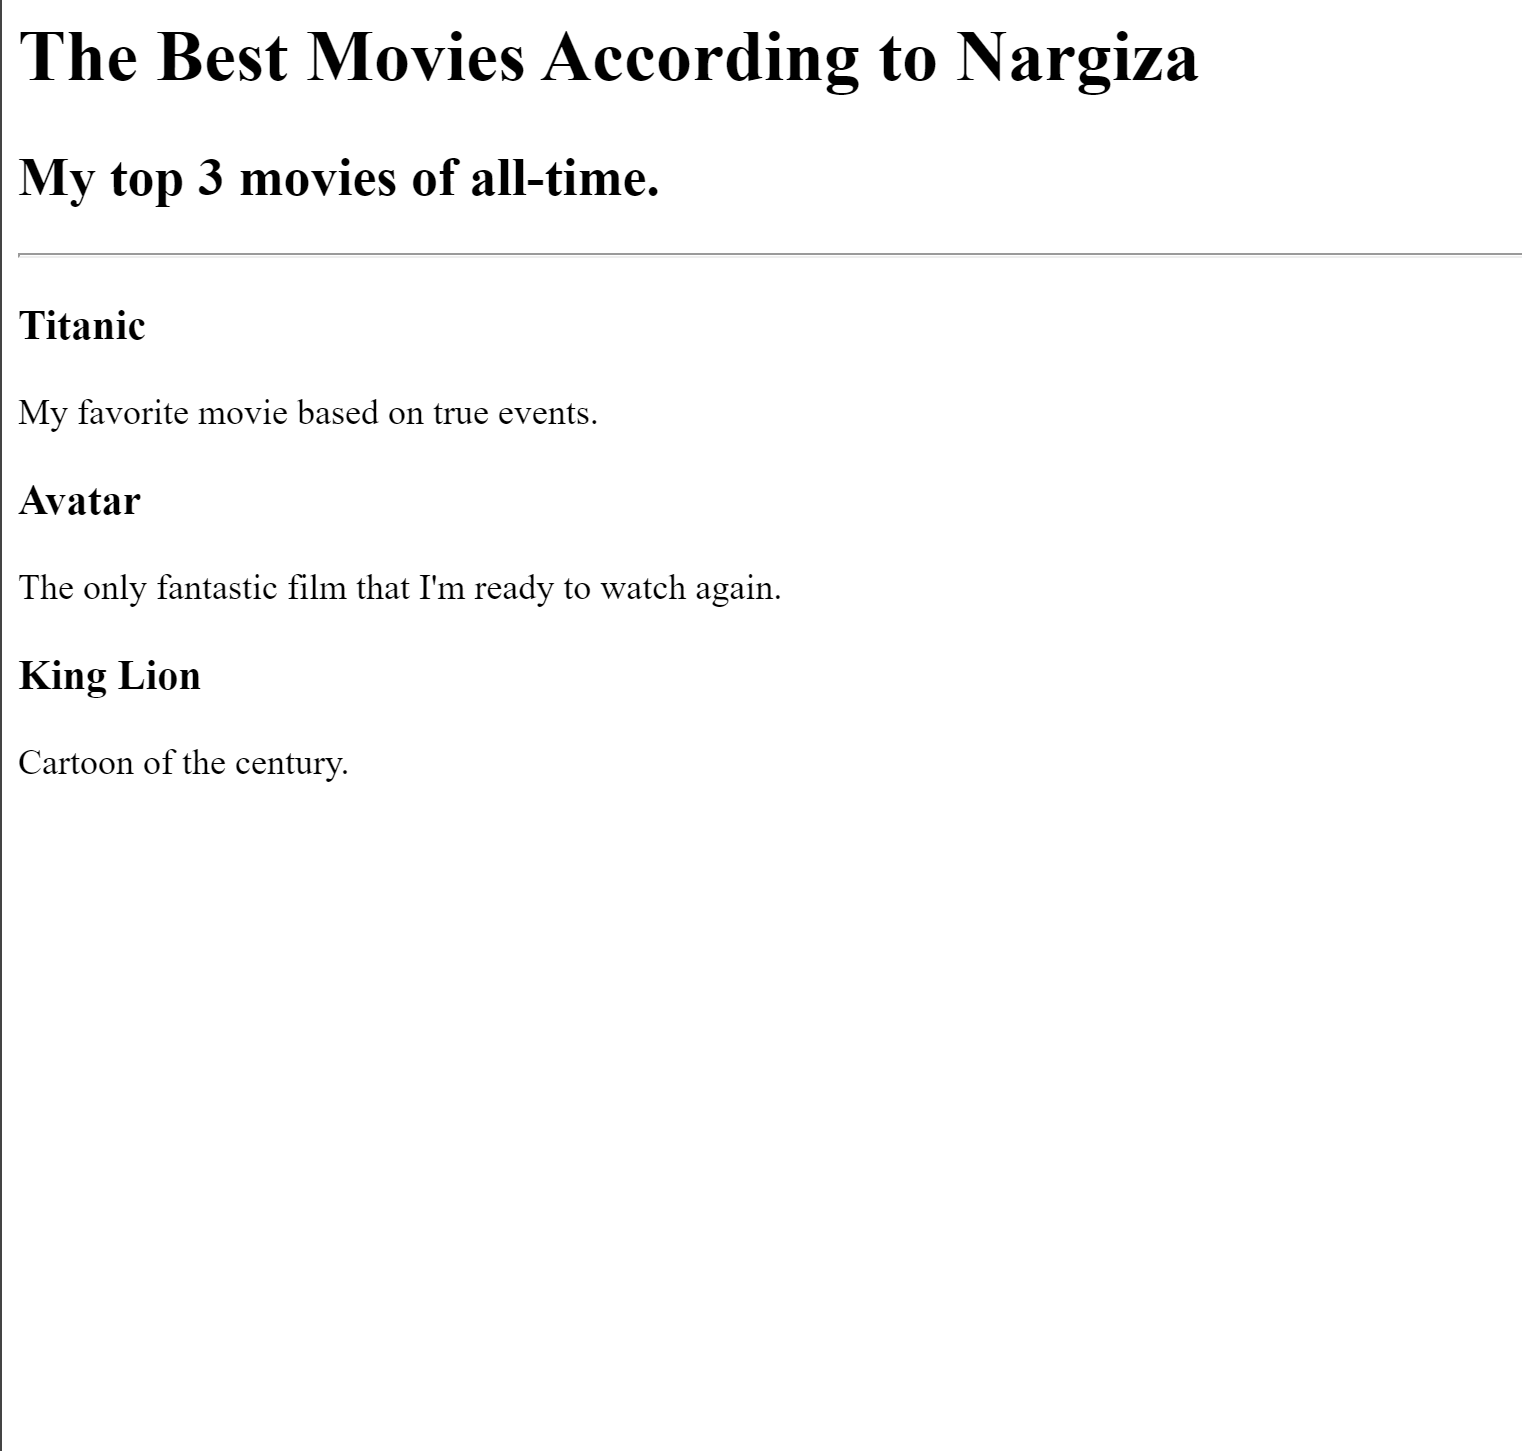 The Best Movies According to Nargiza
My top 3 movies of all-time.
Titanic
My favorite movie based on true events.
Avatar
The only fantastic film that I'm ready to watch again.
King Lion
Cartoon of the century.